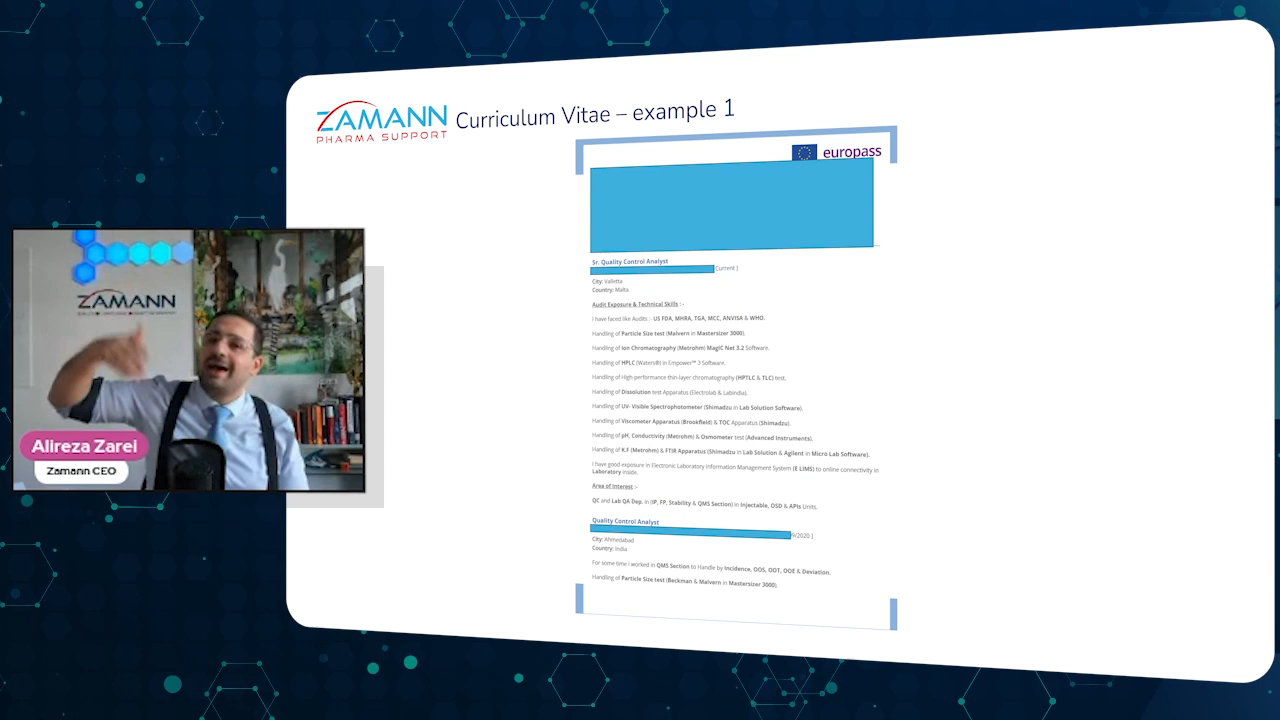 ZAMANN
PHARMA SUPPORT
Curriculum Vitae – example 1
europass
Sr. Quality Control Analyst
Current ]
City: Valletta
Country: Malta
Audit Exposure & Technical Skills : -
I have faced like Audits :- US FDA, MHRA, TGA, MCC, ANVISA & WHO.
Handling of Particle Size test (Malvern in Mastersizer 3000).
Handling of Ion Chromatography (Metrohm) MagIC Net 3.2 Software.
Handling of HPLC (Waters®) in Empower™ 3 Software.
Handling of High-performance thin-layer chromatography (HPTLC & TLC) test.
Handling of Dissolution test Apparatus (Electrolab & Labindia).
Handling of UV- Visible Spectrophotometer (Shimadzu in Lab Solution Software).
Handling of Viscometer Apparatus (Brookfield) & TOC Apparatus (Shimadzu).
Handling of pH, Conductivity (Metrohm) & Osmometer test (Advanced Instruments).
Handling of K.F (Metrohm) & FTIR Apparatus (Shimadzu in Lab Solution & Agilent in Micro Lab Software).
I have good exposure in Electronic Laboratory Information Management System (E LIMS) to online connectivity in
Laboratory inside.
Area of Interest :-
QC and Lab QA Dep. in (IP, FP, Stability & QMS Section) in Injectable, OSD & APIs Units.
Quality Control Analyst
9/2020 ]
City: Ahmedabad
Country: India
For some time I worked in QMS Section to Handle by Incidence, OOS, OOT, OOE & Deviation.
Handling of Particle Size test (Beckman & Malvern in Mastersizer 3000).
ZAMANN
Alireza Zarei
Zamann CEO